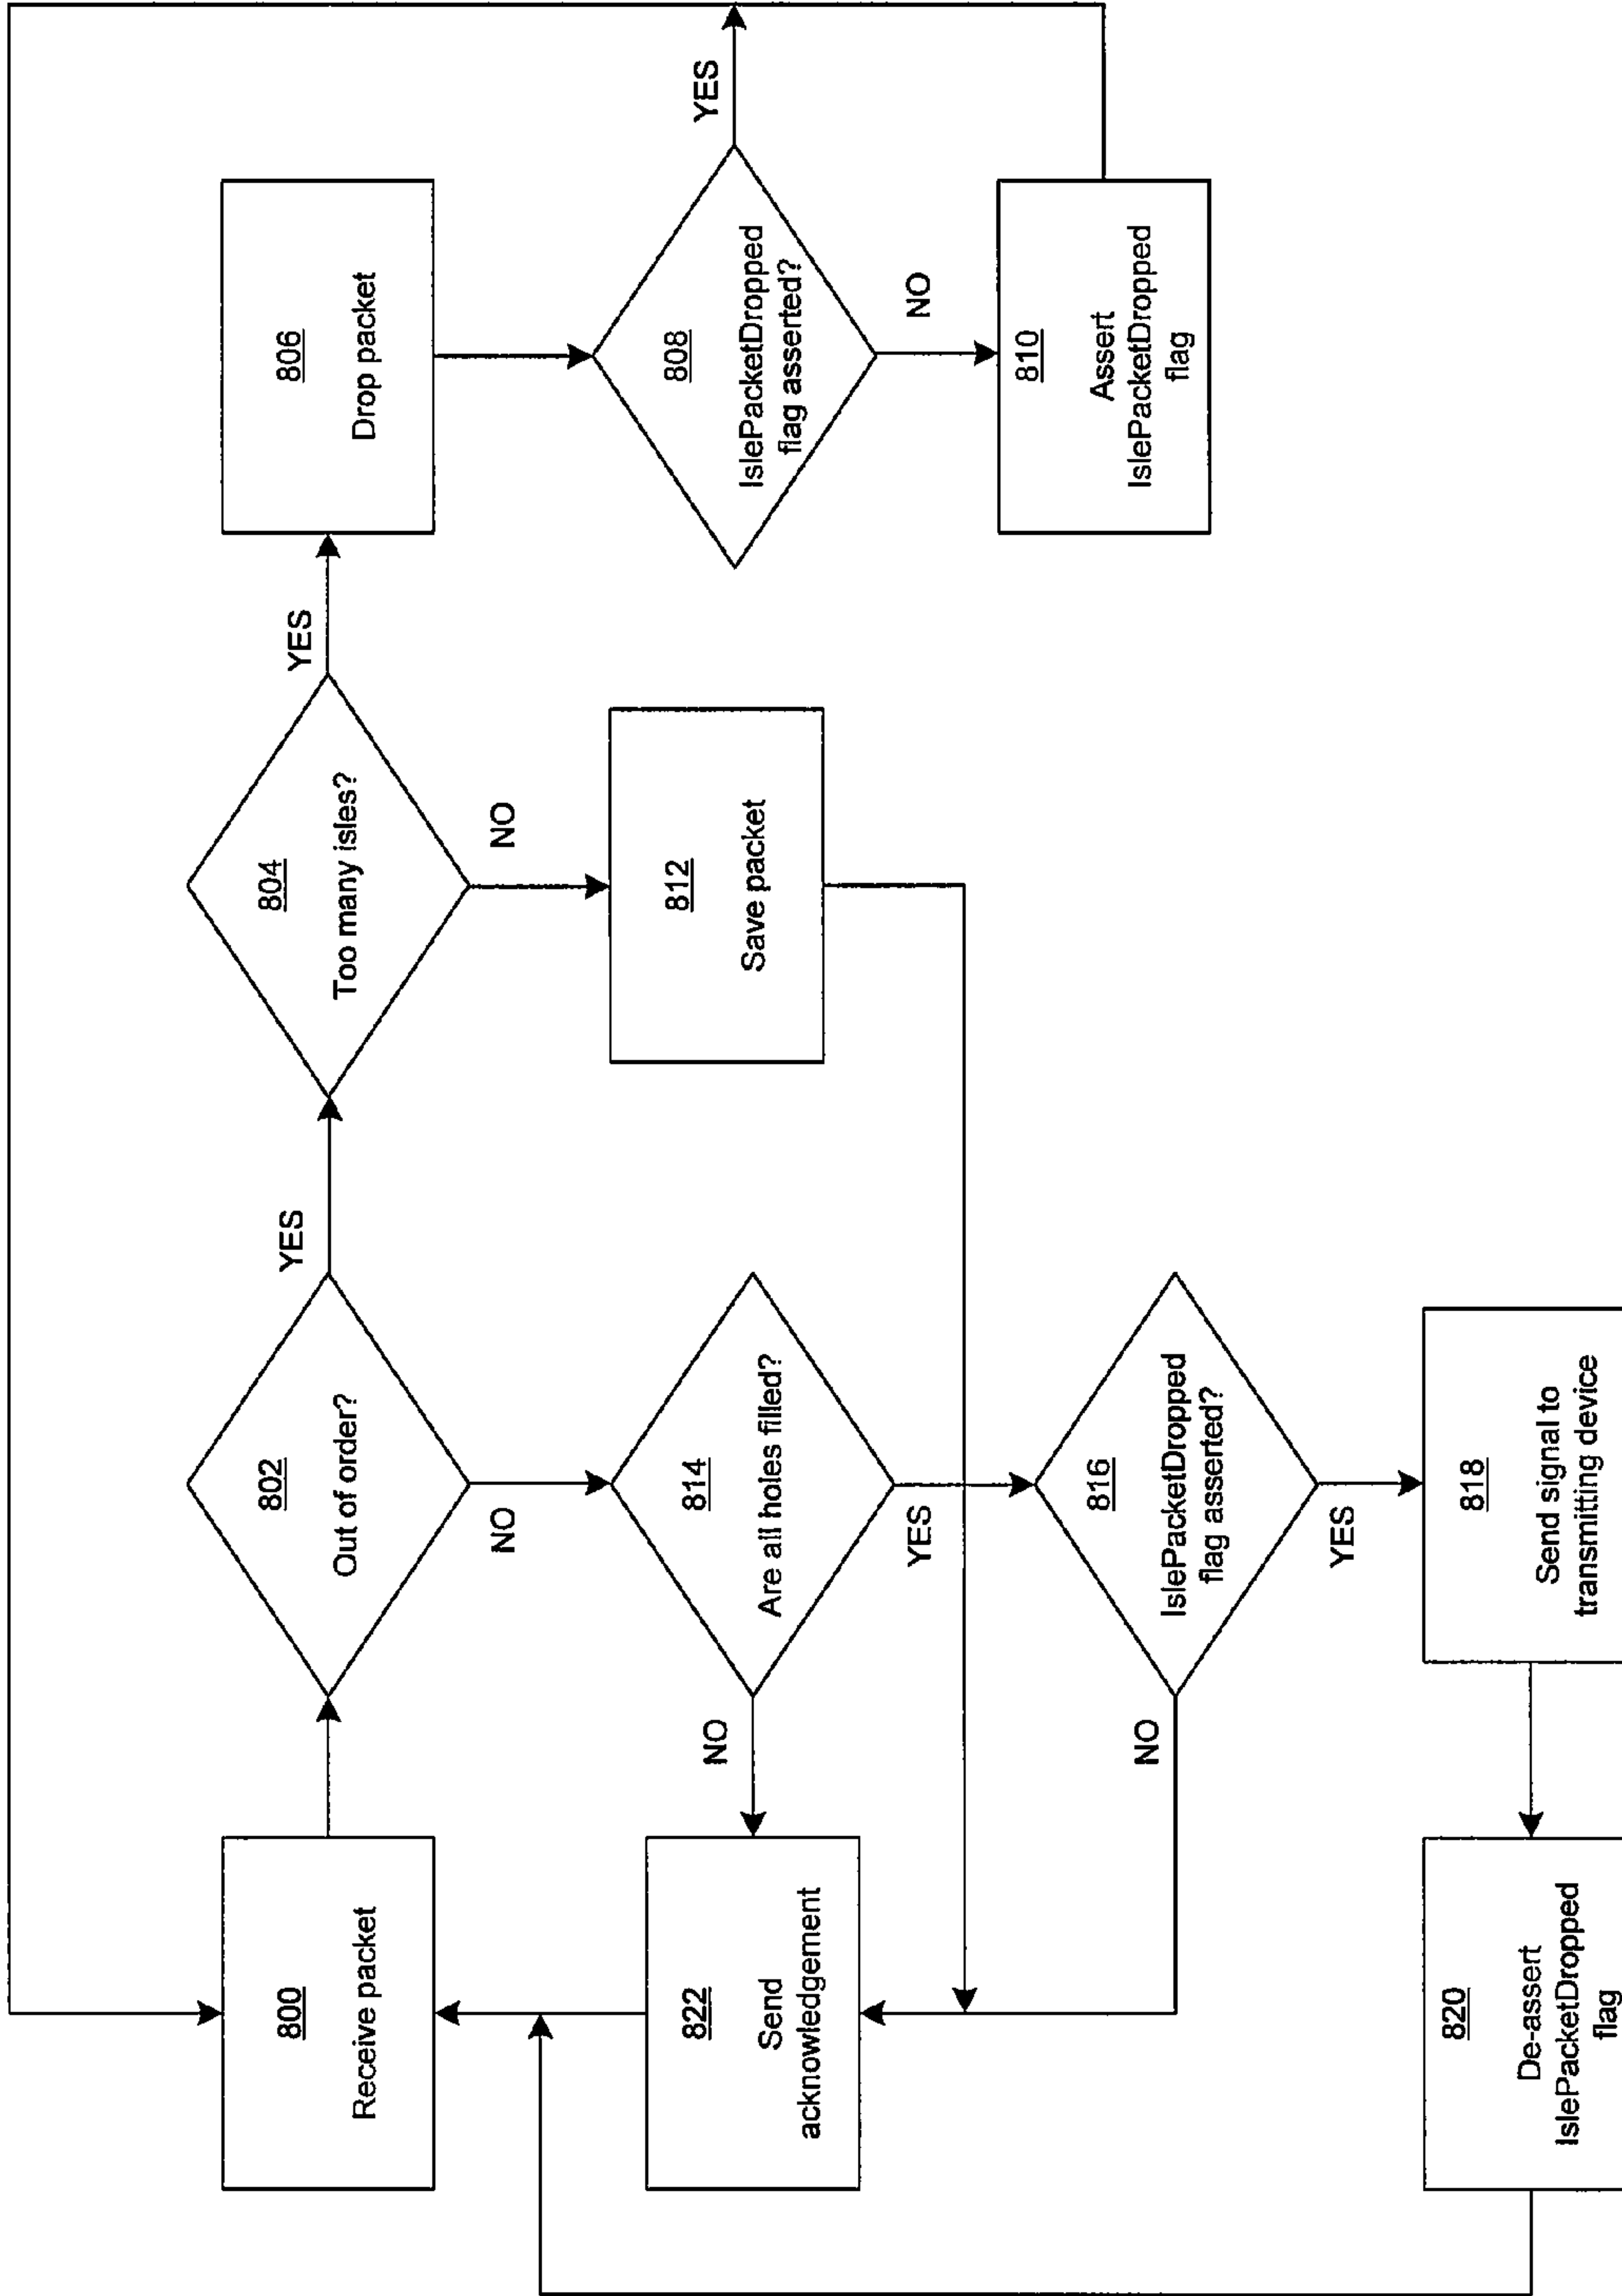 800
Receive packet
802
Out of order?
YES
804
Too many isles?
YES
806
Drop packet
NO
NO
822
Send
acknowledgement
NO
814
Are all holes filled?
812
Save packet
808
IslePacketDropped
flag asserted?
YES
YES
NO
816
IslePacketDropped
flag asserted?
810
Assert
IslePacketDropped
flag
NO
YES
820
De-assert
IslePacketDropped
flag
818
Send signal to
transmitting device